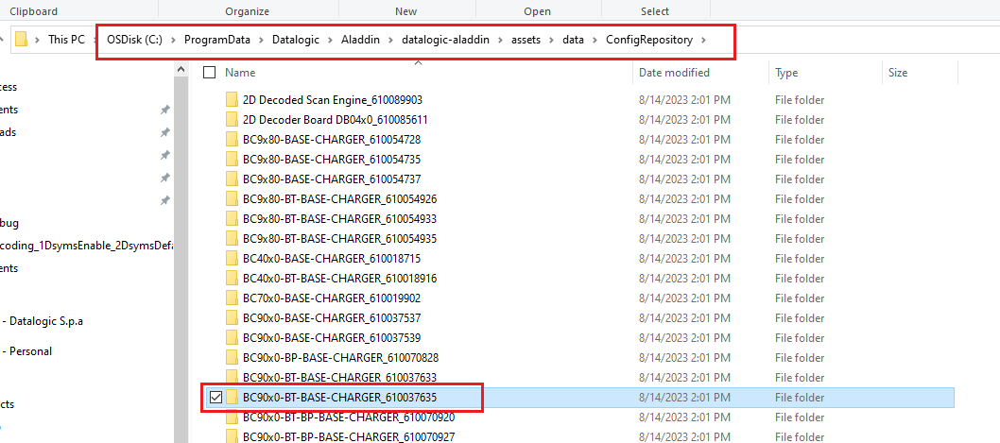 Clipboard Organize New Open Select
This PC > OSDisk (C:) > ProgramData > Datalogic > Aladdin > datalogic-aladdin > assets > data > ConfigRepository >
Name Date modified Type Size
cess
2D Decoded Scan Engine_610089903 8/14/2023 2:01 PM File folder
ents
2D Decoder Board DB04x0_610085611 8/14/2023 2:01 PM File folder
ads
BC9x80-BASE-CHARGER_610054728 8/14/2023 2:01 PM File folder
BC9x80-BASE-CHARGER_610054735 8/14/2023 2:01 PM File folder
BC9x80-BASE-CHARGER_610054737 8/14/2023 2:01 PM File folder
BC9x80-BT-BASE-CHARGER_610054926 8/14/2023 2:01 PM File folder
BC9x80-BT-BASE-CHARGER_610054933 8/14/2023 2:01 PM File folder
bug
BC9x80-BT-BASE-CHARGER_610054935 8/14/2023 2:01 PM File folder
coding_1DsymsEnable_2DsymsDefa
BC40x0-BASE-CHARGER_610018715 8/14/2023 2:01 PM File folder
ents
BC40x0-BT-BASE-CHARGER_610018916 8/14/2023 2:01 PM File folder
BC70x0-BASE-CHARGER_610019902 8/14/2023 2:01 PM File folder
- Datalogic S.p.a
BC90x0-BASE-CHARGER_610037537 8/14/2023 2:01 PM File folder
BC90x0-BASE-CHARGER_610037539 8/14/2023 2:01 PM File folder
- Personal
BC90x0-BP-BASE-CHARGER_610070828 8/14/2023 2:01 PM File folder
BC90x0-BT-BASE-CHARGER_610037633 8/14/2023 2:01 PM File folder
BC90x0-BT-BASE-CHARGER_610037635 8/14/2023 2:01 PM File folder
cts
BC90x0-BT-BP-BASE-CHARGER_610070920 8/14/2023 2:01 PM File folder
BC90x0-BT-BP-BASE-CHARGER_610070927 8/14/2023 2:01 PM File folder